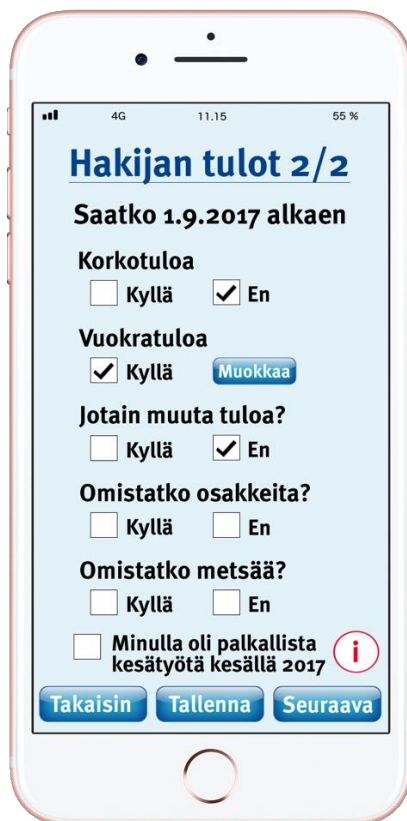 4G 11.15 55 %
Hakijan tulot 2/2
Saatko 1.9.2017 alkaen
Korkotuloa
Kyllä En
Vuokratuloa
Kyllä Muokkaa
Jotain muuta tuloa?
Kyllä En
Omistatko osakkeita?
Kyllä En
Omistatko metsää?
Kyllä En
Minulla oli palkallista
kesätyötä kesällä 2017 i
Takaisin Tallenna Seuraava